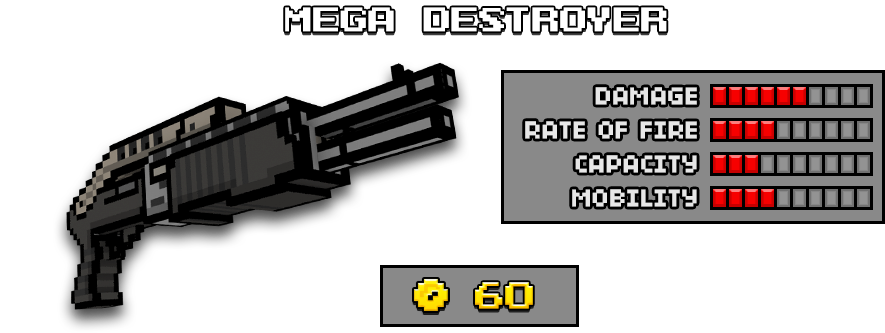 MEGA DESTROYER
DAMAGE
RATE OF FIRE
CAPACITY
MOBILITY
60